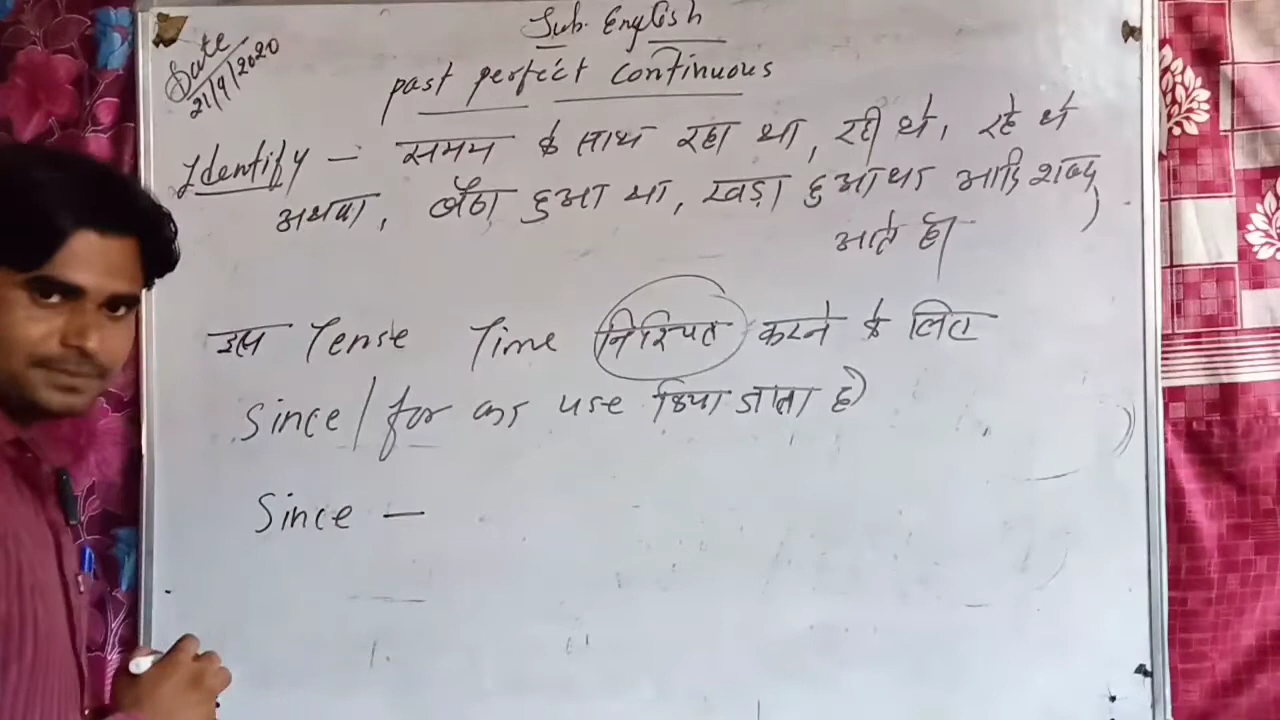 Sub. English
Date
21/9/2020
past perfect continuous
Identify - समय के साथ रहा था, रही थे, रहे थे
अथवा, बैठा हुआ था, खड़ा हुआ था आदि शब्द
आते है।
इस Tense Time निश्चित करने के लिए
Since/for का use किया जाता है
Since -